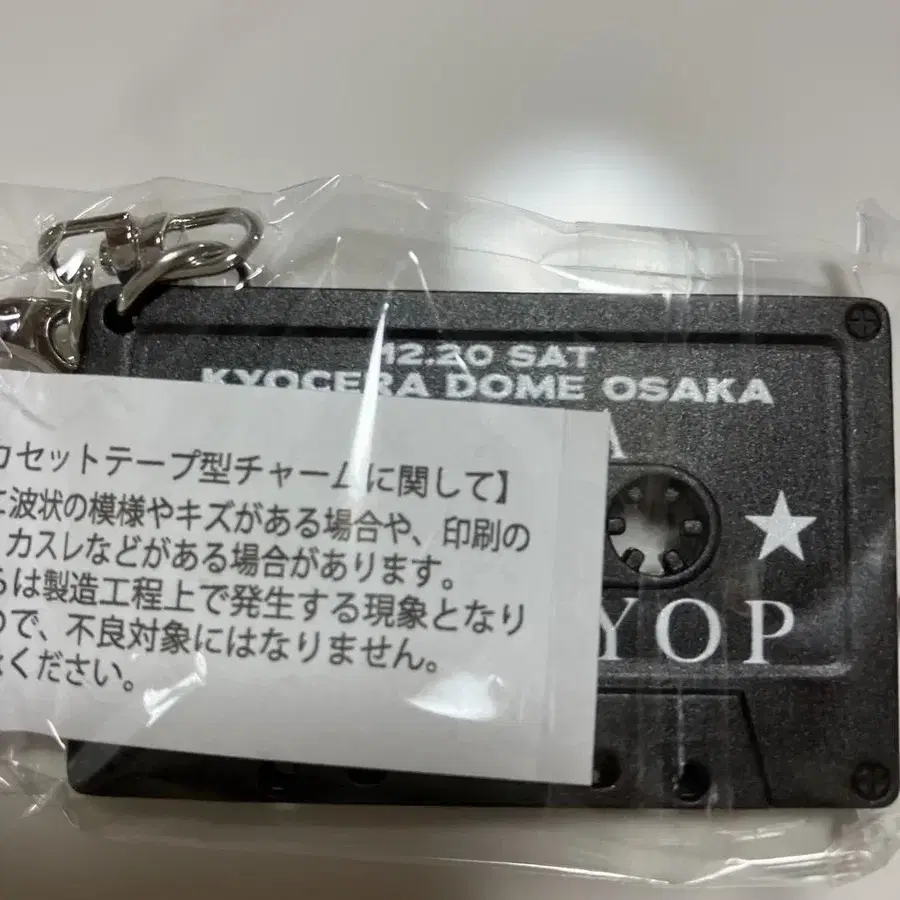 12.20 SAT
KYOCERA DOME OSAKA
A
カセットテープ型チャームに関して】
波状の模様やキズがある場合や、印刷の
カスレなどがある場合があります。
らは製造工程上で発生する現象となり
ので、不良対象にはなりません。
ください。
YOP